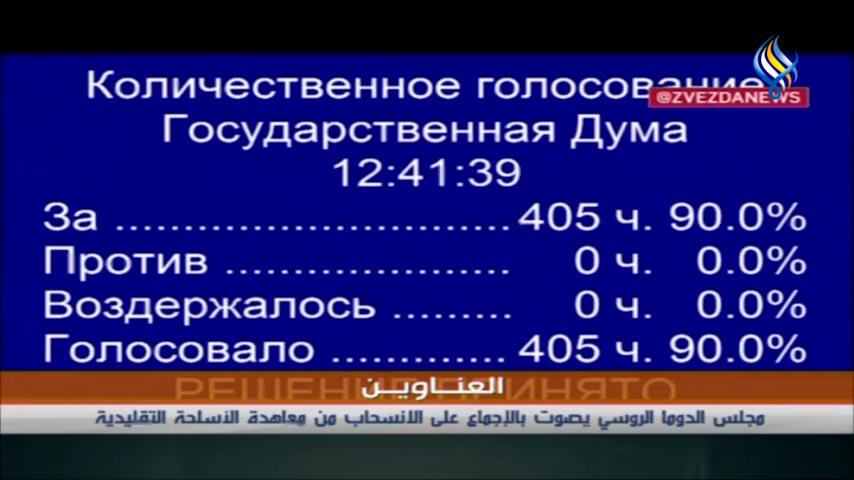 Количественное голосование
@ZVEZDANEWS
Государственная Дума
12:41:39
За .............................. 405 ч. 90.0%
Против ..................... 0 ч. 0.0%
Воздержалось ......... 0 ч. 0.0%
Голосовало ............. 405 ч. 90.0%
РЕШЕНИЕ ПРИНЯТО
العناوين
مجلس الدوما الروسي يصوت بالإجماع على الانسحاب من معاهدة الأسلحة التقليدية